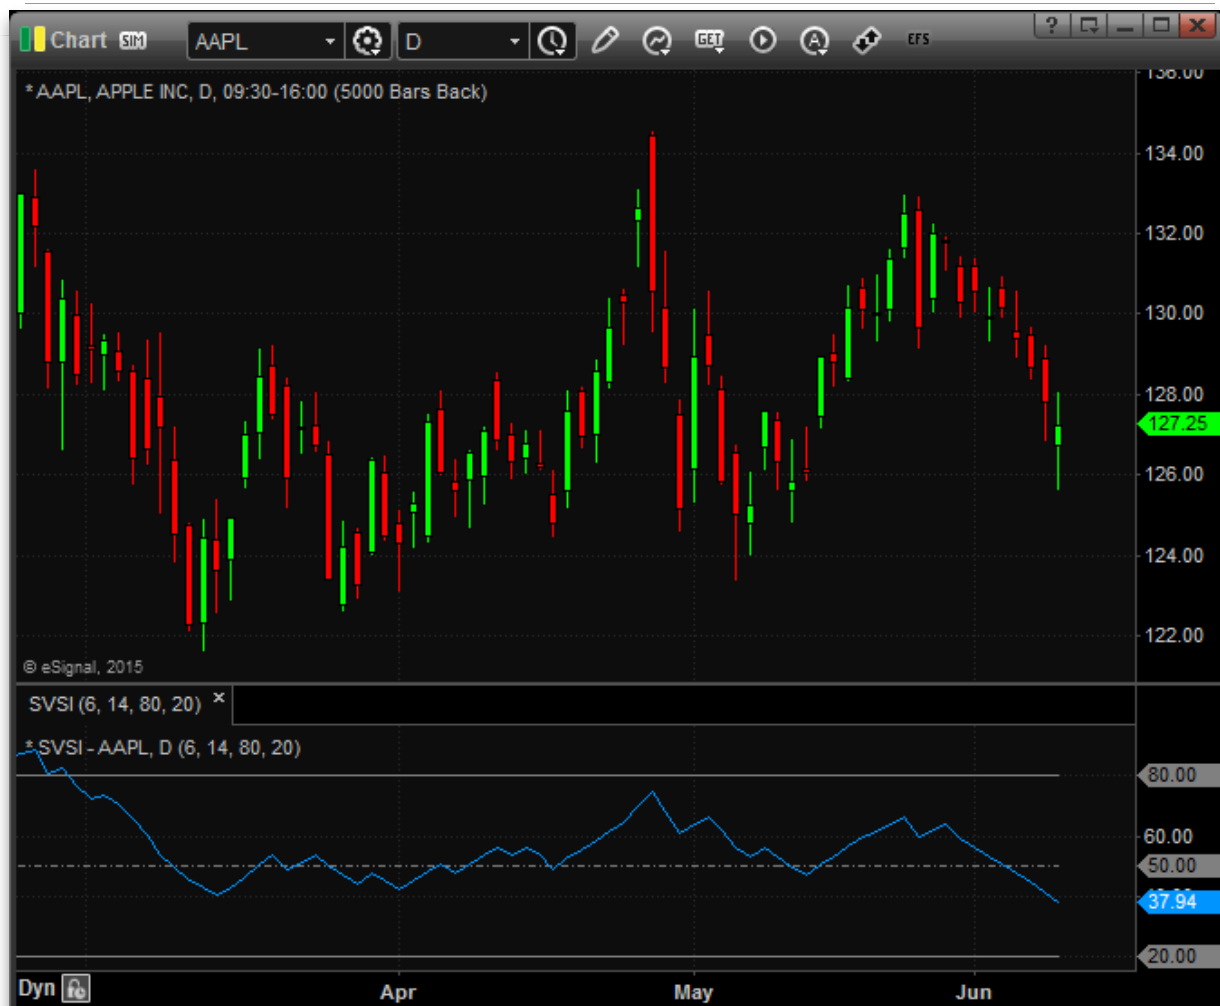 Chart SIM AAPL D GET A EFS ?
136.00
* AAPL, APPLE INC, D, 09:30-16:00 (5000 Bars Back)
134.00
132.00
130.00
128.00
127.25
126.00
124.00
122.00
© eSignal, 2015
SVSI (6, 14, 80, 20) ×
* SVSI - AAPL, D (6, 14, 80, 20)
80.00
60.00
50.00
37.94
20.00
Dyn
Apr May Jun